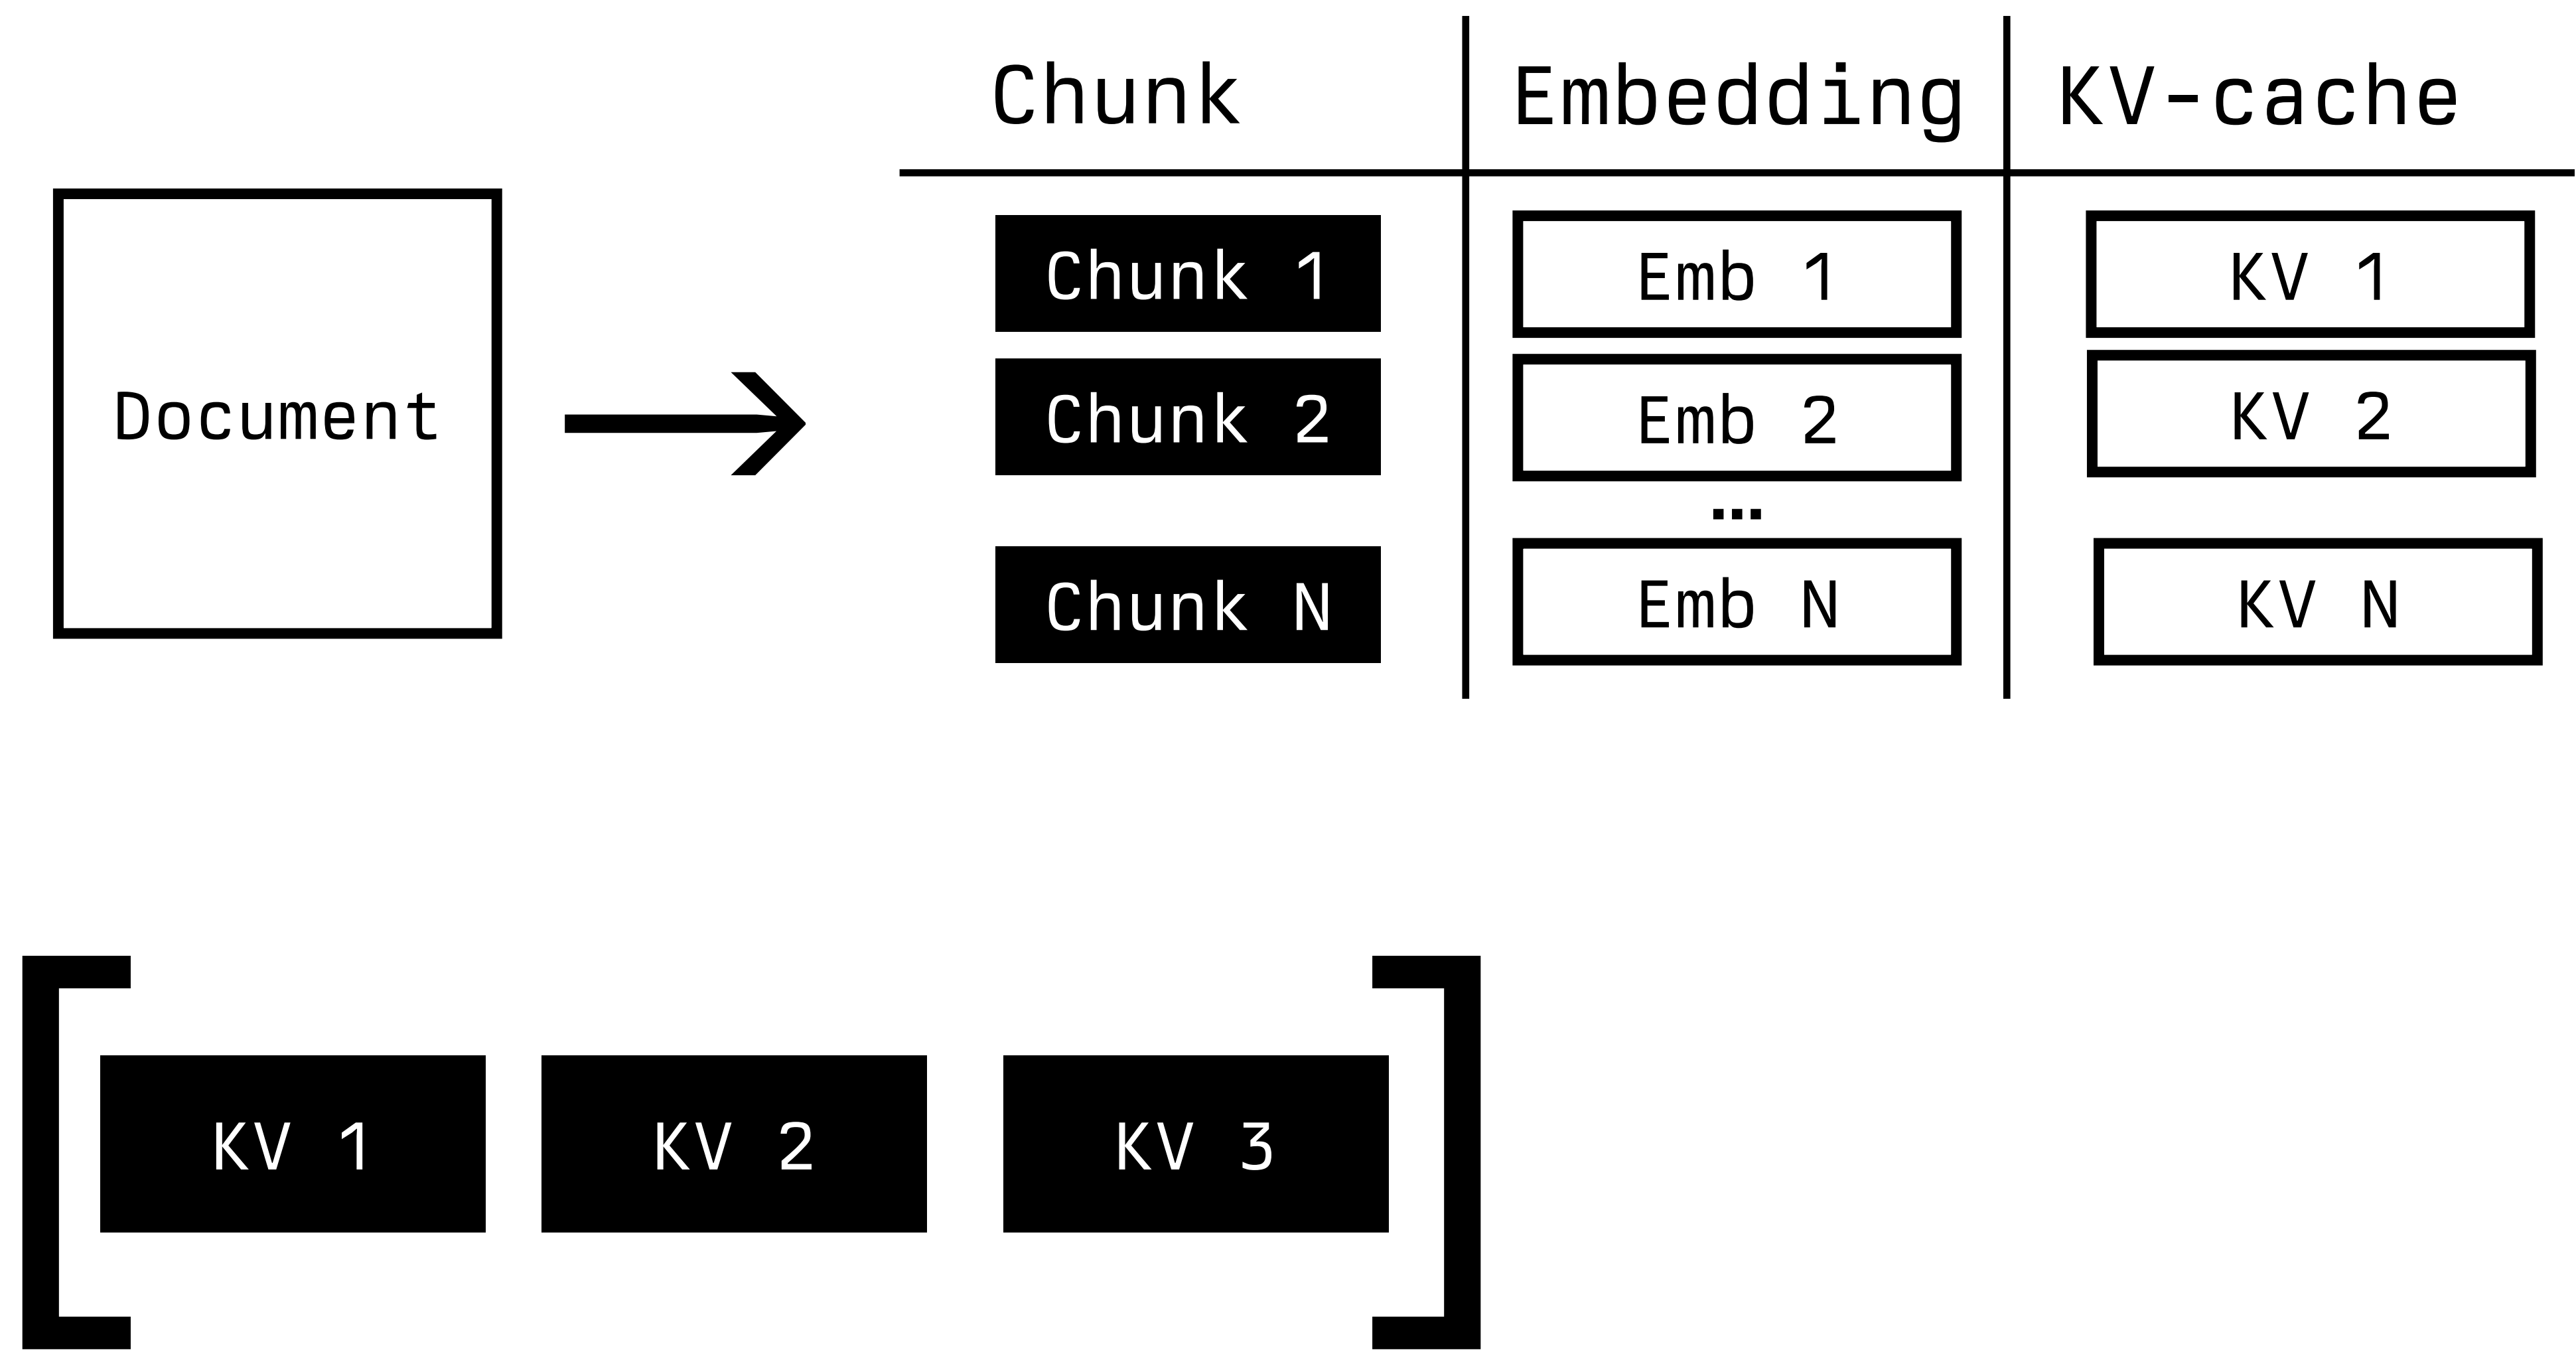 Chunk Embedding KV-cache
Chunk 1 Emb 1 KV 1
Document Chunk 2 Emb 2 KV 2
…
Chunk N Emb N KV N
[ KV 1 KV 2 KV 3 ]